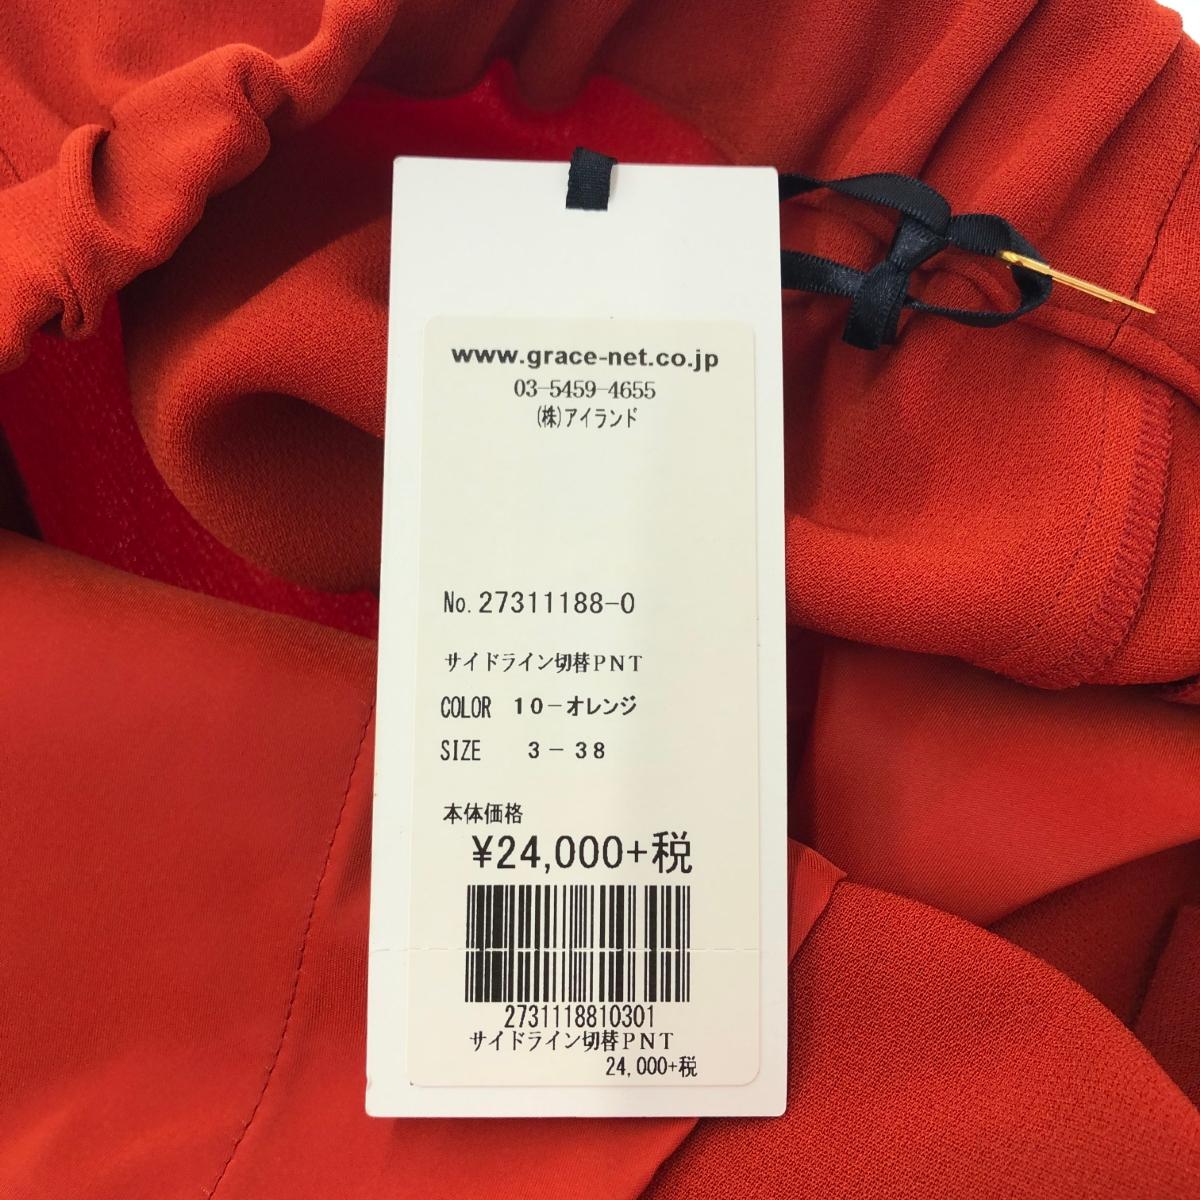 www.grace-net.co.jp
03-5459-4655
(株)アイランド
No. 27311188-0
サイドライン切替PNT
COLOR 10-オレンジ
SIZE 3-38
本体価格
¥24,000+税
2731118810301
サイドライン切替PNT
24,000+税